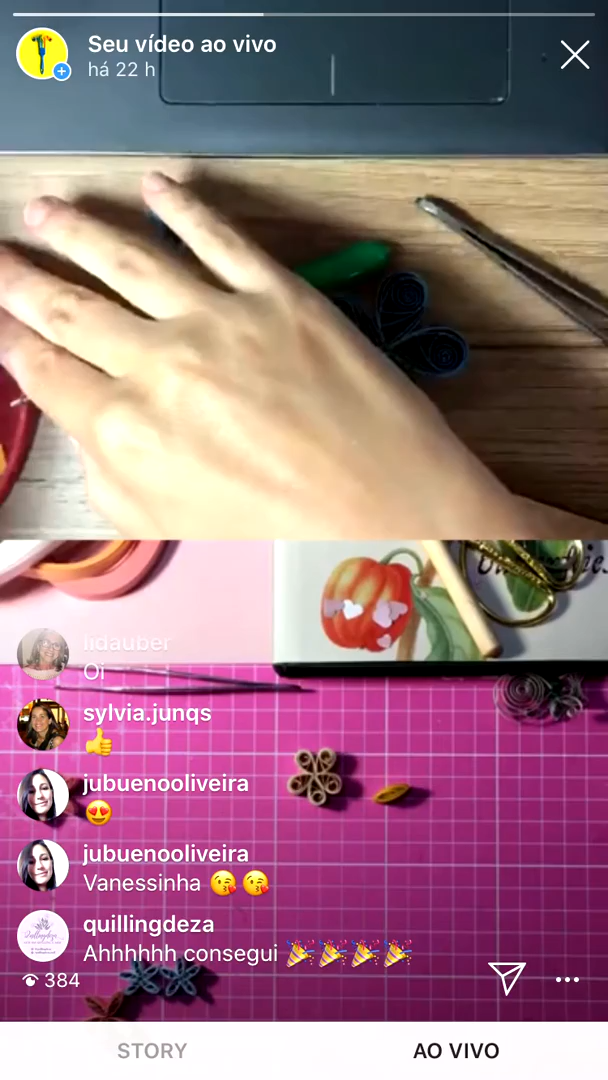 Seu vídeo ao vivo
há 22 h
lidauber
Oi
sylvia.junqs
👍
jubuenooliveira
😍
jubuenooliveira
Vanessinha 😘😘
quillingdeza
Ahhhhhh consegui 🎉🎉🎉🎉
384
STORY
AO VIVO